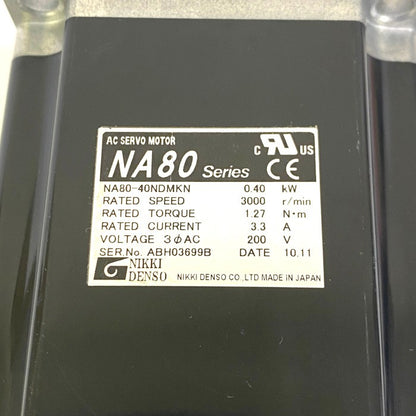 AC SERVO MOTOR
NA80 Series
C RU US
CE
NA80-40NDMKN 0.40 kW
RATED SPEED 3000 r/min
RATED TORQUE 1.27 N·m
RATED CURRENT 3.3 A
VOLTAGE 3φAC 200 V
SER.No. ABH03699B DATE 10.11
NIKKI
DENSO
NIKKI DENSO CO.,LTD MADE IN JAPAN